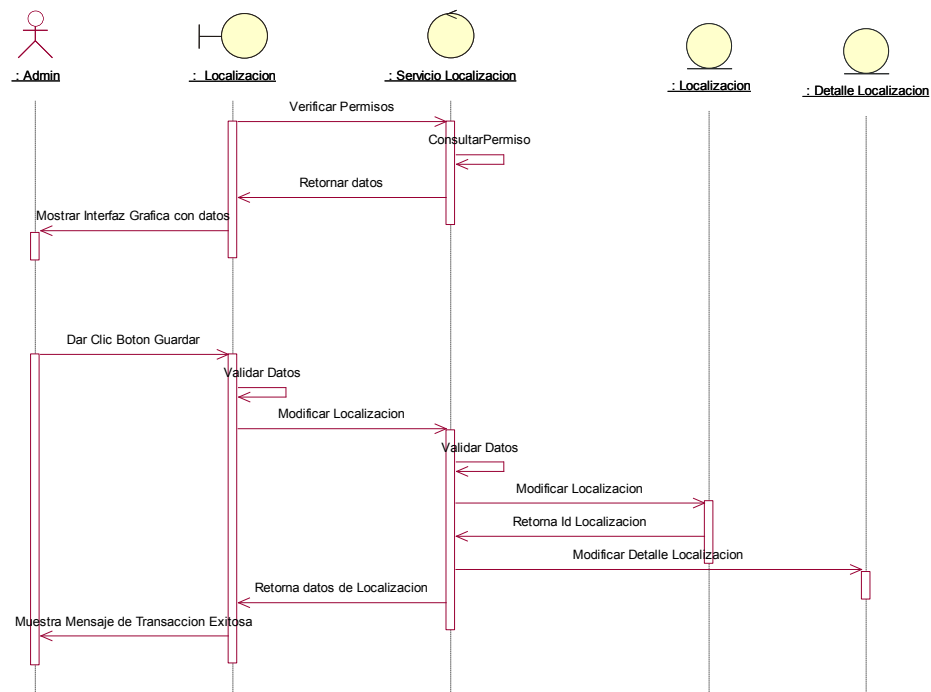 : Admin
: Localizacion
: Servicio Localizacion
: Localizacion
: Detalle Localizacion
Verificar Permisos
ConsultarPermiso
Retornar datos
Mostrar Interfaz Grafica con datos
Dar Clic Boton Guardar
Validar Datos
Modificar Localizacion
Validar Datos
Modificar Localizacion
Retorna Id Localizacion
Modificar Detalle Localizacion
Retorna datos de Localizacion
Muestra Mensaje de Transaccion Exitosa